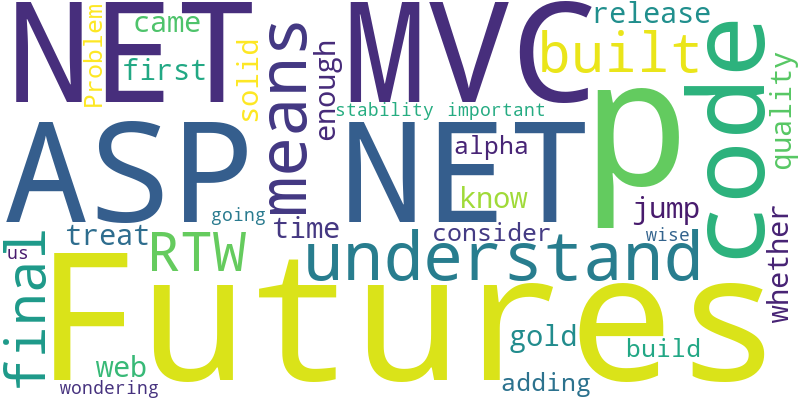 NET MVC
release
came
Problem
first
solid
means
enough
built
code
quality
stability important
ASP NET
p
alpha
know
jump
going
time
consider
wise
whether
treat
RTW
understand
us
final
Futures
gold
build
web
adding
wondering